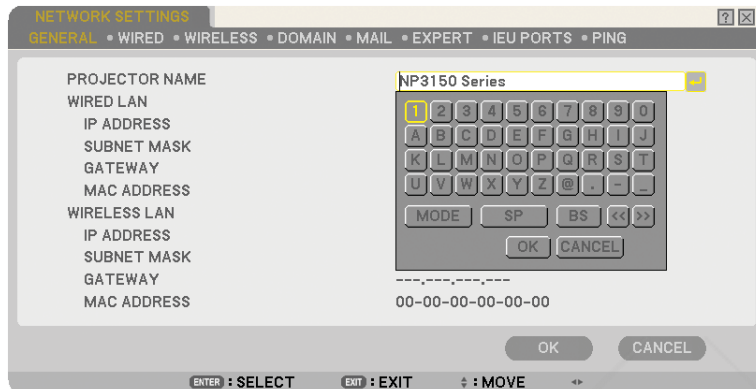 NETWORK SETTINGS
GENERAL • WIRED • WIRELESS • DOMAIN • MAIL • EXPERT • IEU PORTS • PING
PROJECTOR NAME NP3150 Series
WIRED LAN
IP ADDRESS
SUBNET MASK
GATEWAY
MAC ADDRESS
WIRELESS LAN
IP ADDRESS
SUBNET MASK
GATEWAY ---.---.---.---
MAC ADDRESS 00-00-00-00-00-00
1 2 3 4 5 6 7 8 9 0
A B C D E F G H I J
K L M N O P Q R S T
U V W X Y Z @ . - _
MODE SP BS << >>
OK CANCEL
OK CANCEL
ENTER : SELECT EXIT : EXIT : MOVE